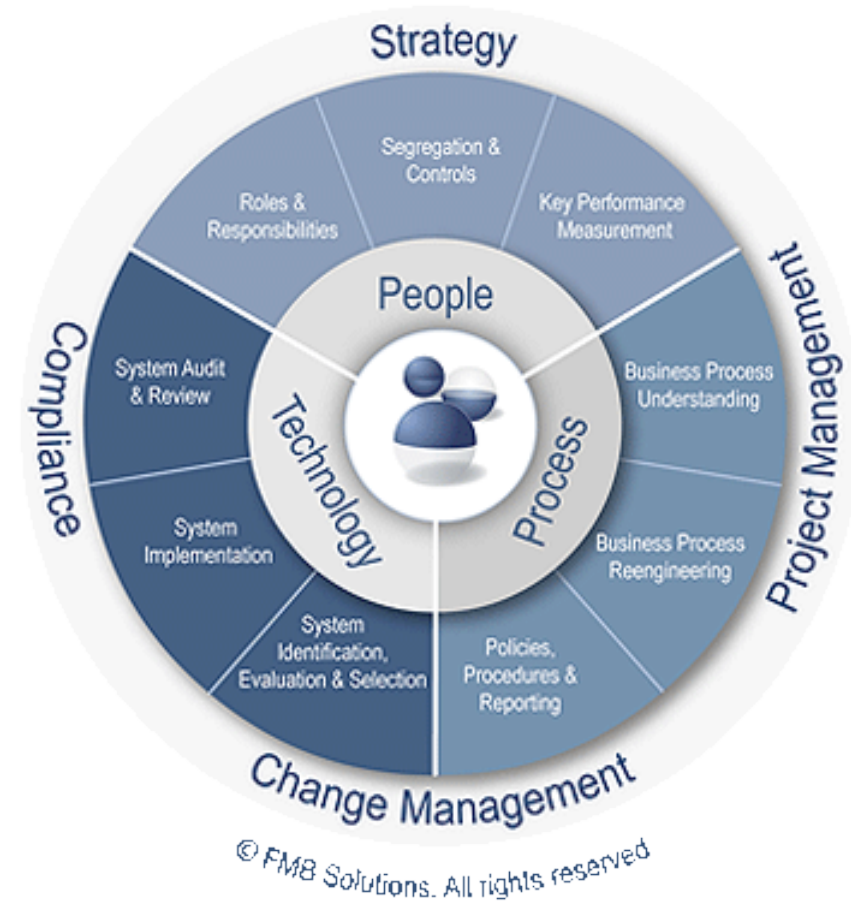 Strategy
Segregation &
Controls
Roles &
Responsibilities
Key Performance
Measurement
People
Compliance
Project Management
System Audit
& Review
Technology
Process
Business Process
Understanding
System
Implementation
Business Process
Reengineering
System
Identification,
Evaluation & Selection
Policies,
Procedures &
Reporting
Change Management
© FMB Solutions. All rights reserved